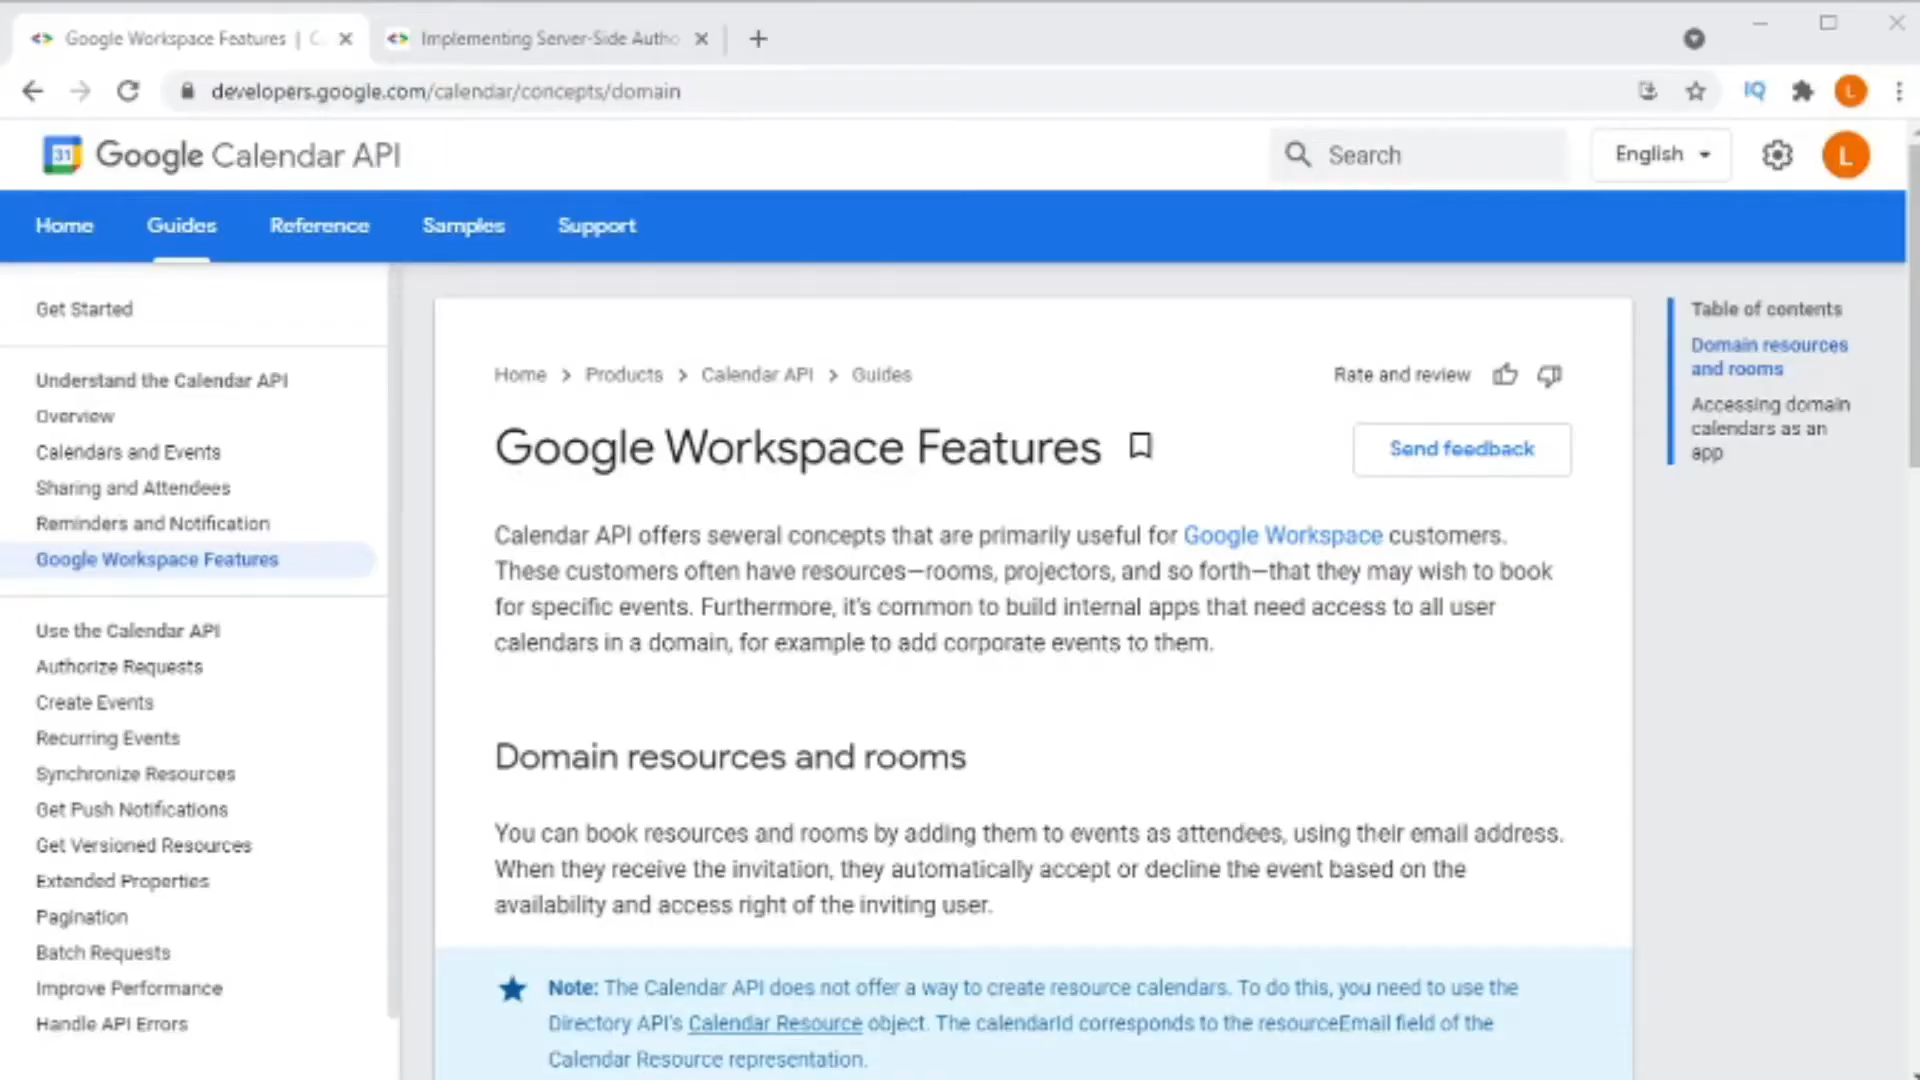 Google Workspace Features | C
Implementing Server-Side Autho
developers.google.com/calendar/concepts/domain
IQ
L
31
Google Calendar API
Search
English
L
Home
Guides
Reference
Samples
Support
Get Started
Understand the Calendar API
Overview
Calendars and Events
Sharing and Attendees
Reminders and Notification
Google Workspace Features
Use the Calendar API
Authorize Requests
Create Events
Recurring Events
Synchronize Resources
Get Push Notifications
Get Versioned Resources
Extended Properties
Pagination
Batch Requests
Improve Performance
Handle API Errors
Home > Products > Calendar API > Guides
Rate and review
Google Workspace Features
Send feedback
Calendar API offers several concepts that are primarily useful for Google Workspace customers.
These customers often have resources—rooms, projectors, and so forth—that they may wish to book
for specific events. Furthermore, it's common to build internal apps that need access to all user
calendars in a domain, for example to add corporate events to them.
Domain resources and rooms
You can book resources and rooms by adding them to events as attendees, using their email address.
When they receive the invitation, they automatically accept or decline the event based on the
availability and access right of the inviting user.
Note: The Calendar API does not offer a way to create resource calendars. To do this, you need to use the
Directory API's Calendar Resource object. The calendarId corresponds to the resourceEmail field of the
Calendar Resource representation.
Table of contents
Domain resources
and rooms
Accessing domain
calendars as an
app